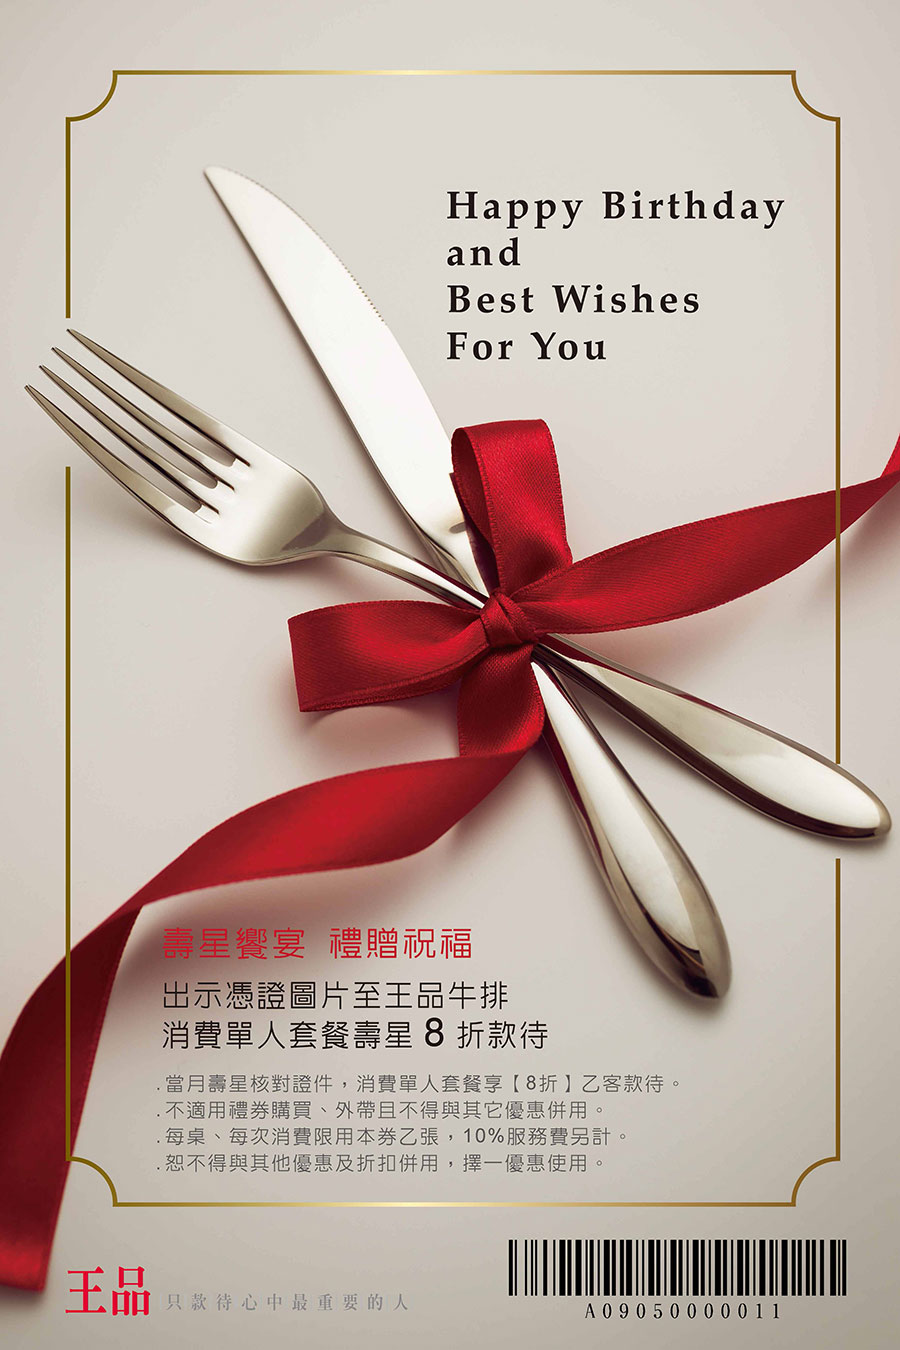 Happy Birthday
and
Best Wishes
For You
壽星饗宴 禮贈祝福
出示憑證圖片至王品牛排
消費單人套餐壽星 8 折款待
.當月壽星核對證件，消費單人套餐享【8折】乙客款待。
.不適用禮券購買、外帶且不得與其它優惠併用。
.每桌、每次消費限用本券乙張，10%服務費另計。
.恕不得與其他優惠及折扣併用，擇一優惠使用。
王品 只款待心中最重要的人
A09050000011